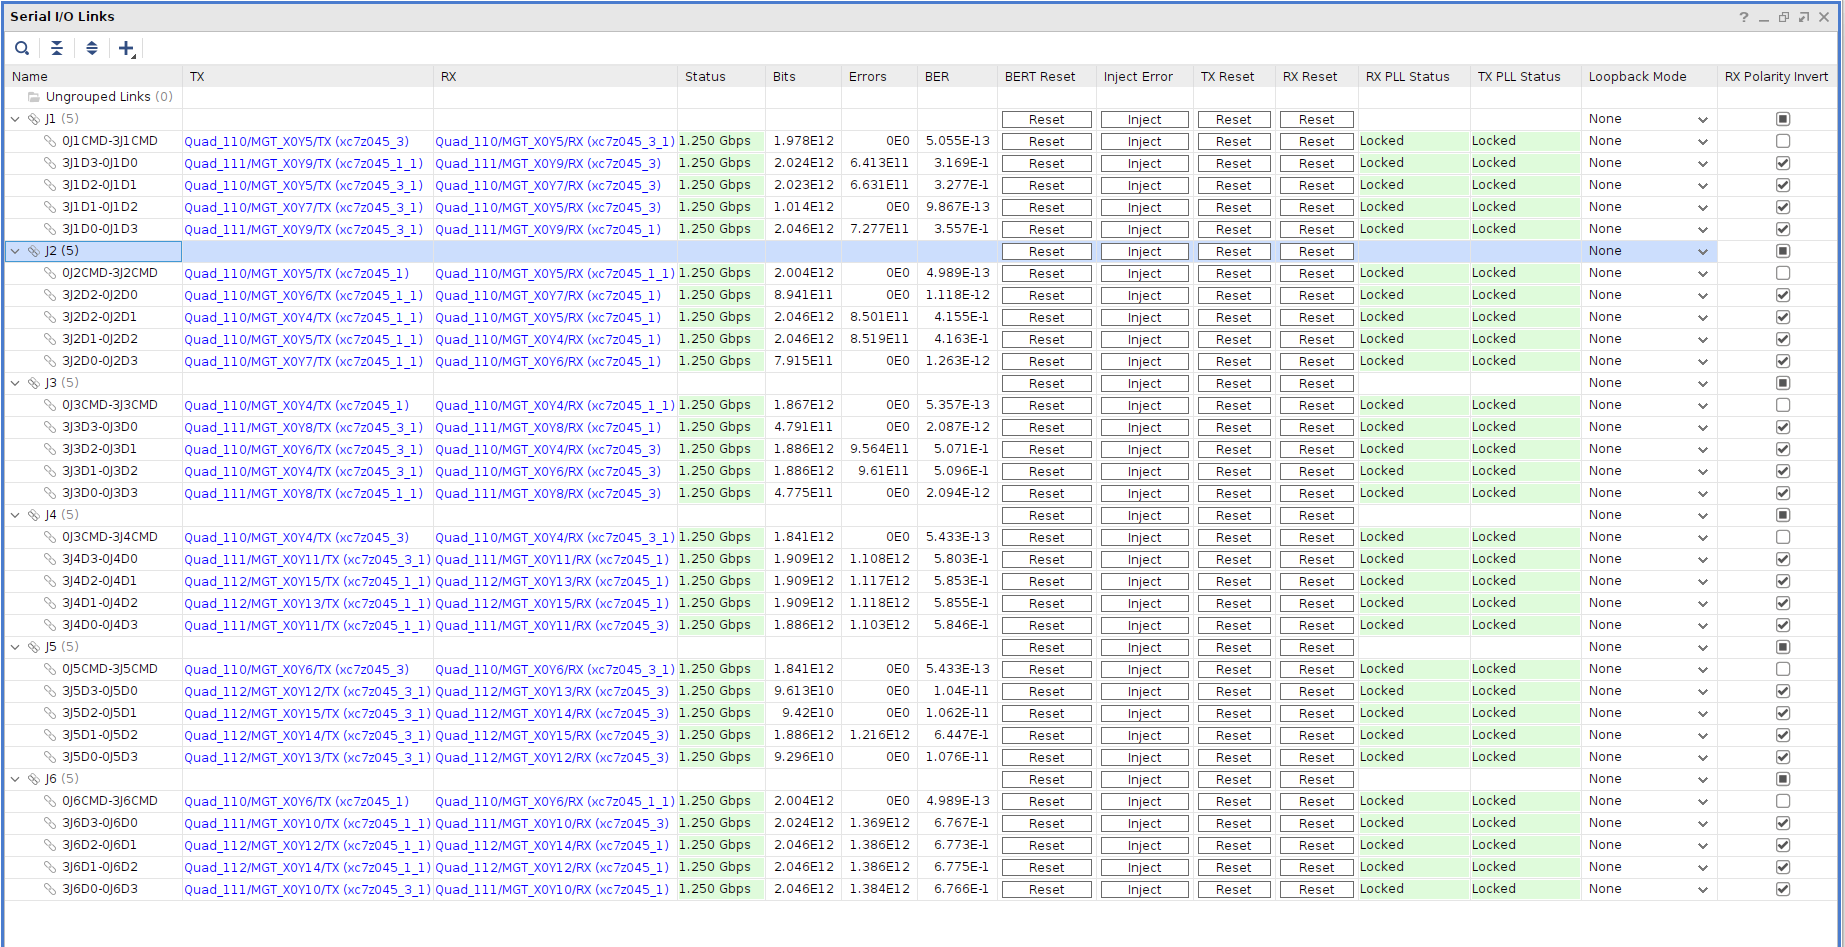 Serial I/O Links
Name TX RX Status Bits Errors BER BERT Reset Inject Error TX Reset RX Reset RX PLL Status TX PLL Status Loopback Mode RX Polarity Invert
Ungrouped Links (0)
J1 (5) Reset Inject Reset Reset None
0J1CMD-3J1CMD Quad_110/MGT_X0Y5/TX (xc7z045_3) Quad_110/MGT_X0Y5/RX (xc7z045_3_1) 1.250 Gbps 1.978E12 0E0 5.055E-13 Reset Inject Reset Reset Locked Locked None
3J1D3-0J1D0 Quad_111/MGT_X0Y9/TX (xc7z045_1_1) Quad_111/MGT_X0Y9/RX (xc7z045_3) 1.250 Gbps 2.024E12 6.413E11 3.169E-1 Reset Inject Reset Reset Locked Locked None
3J1D2-0J1D1 Quad_110/MGT_X0Y5/TX (xc7z045_3_1) Quad_110/MGT_X0Y7/RX (xc7z045_3) 1.250 Gbps 2.023E12 6.631E11 3.277E-1 Reset Inject Reset Reset Locked Locked None
3J1D1-0J1D2 Quad_110/MGT_X0Y7/TX (xc7z045_3_1) Quad_110/MGT_X0Y5/RX (xc7z045_3) 1.250 Gbps 1.014E12 0E0 9.867E-13 Reset Inject Reset Reset Locked Locked None
3J1D0-0J1D3 Quad_111/MGT_X0Y9/TX (xc7z045_3_1) Quad_111/MGT_X0Y9/RX (xc7z045_1) 1.250 Gbps 2.046E12 7.277E11 3.557E-1 Reset Inject Reset Reset Locked Locked None
J2 (5) Reset Inject Reset Reset None
0J2CMD-3J2CMD Quad_110/MGT_X0Y5/TX (xc7z045_1) Quad_110/MGT_X0Y5/RX (xc7z045_1_1) 1.250 Gbps 2.004E12 0E0 4.989E-13 Reset Inject Reset Reset Locked Locked None
3J2D2-0J2D0 Quad_110/MGT_X0Y6/TX (xc7z045_1_1) Quad_110/MGT_X0Y7/RX (xc7z045_1) 1.250 Gbps 8.941E11 0E0 1.118E-12 Reset Inject Reset Reset Locked Locked None
3J2D2-0J2D1 Quad_110/MGT_X0Y4/TX (xc7z045_1_1) Quad_110/MGT_X0Y5/RX (xc7z045_1) 1.250 Gbps 2.046E12 8.501E11 4.155E-1 Reset Inject Reset Reset Locked Locked None
3J2D1-0J2D2 Quad_110/MGT_X0Y5/TX (xc7z045_1_1) Quad_110/MGT_X0Y4/RX (xc7z045_1) 1.250 Gbps 2.046E12 8.519E11 4.163E-1 Reset Inject Reset Reset Locked Locked None
3J2D0-0J2D3 Quad_110/MGT_X0Y7/TX (xc7z045_1_1) Quad_110/MGT_X0Y6/RX (xc7z045_1) 1.250 Gbps 7.915E11 0E0 1.263E-12 Reset Inject Reset Reset Locked Locked None
J3 (5) Reset Inject Reset Reset None
0J3CMD-3J3CMD Quad_110/MGT_X0Y4/TX (xc7z045_1) Quad_110/MGT_X0Y4/RX (xc7z045_1_1) 1.250 Gbps 1.867E12 0E0 5.357E-13 Reset Inject Reset Reset Locked Locked None
3J3D3-0J3D0 Quad_111/MGT_X0Y8/TX (xc7z045_3_1) Quad_111/MGT_X0Y8/RX (xc7z045_1) 1.250 Gbps 4.791E11 0E0 2.087E-12 Reset Inject Reset Reset Locked Locked None
3J3D2-0J3D1 Quad_110/MGT_X0Y6/TX (xc7z045_3_1) Quad_110/MGT_X0Y4/RX (xc7z045_3) 1.250 Gbps 1.886E12 9.564E11 5.071E-1 Reset Inject Reset Reset Locked Locked None
3J3D1-0J3D2 Quad_110/MGT_X0Y4/TX (xc7z045_3_1) Quad_110/MGT_X0Y6/RX (xc7z045_3) 1.250 Gbps 1.886E12 9.61E11 5.096E-1 Reset Inject Reset Reset Locked Locked None
3J3D0-0J3D3 Quad_111/MGT_X0Y8/TX (xc7z045_1_1) Quad_111/MGT_X0Y8/RX (xc7z045_3) 1.250 Gbps 4.775E11 0E0 2.094E-12 Reset Inject Reset Reset Locked Locked None
J4 (5) Reset Inject Reset Reset None
0J3CMD-3J4CMD Quad_110/MGT_X0Y4/TX (xc7z045_3) Quad_110/MGT_X0Y4/RX (xc7z045_3_1) 1.250 Gbps 1.841E12 0E0 5.433E-13 Reset Inject Reset Reset Locked Locked None
3J4D3-0J4D0 Quad_111/MGT_X0Y11/TX (xc7z045_3_1) Quad_111/MGT_X0Y11/RX (xc7z045_1) 1.250 Gbps 1.909E12 1.108E12 5.803E-1 Reset Inject Reset Reset Locked Locked None
3J4D2-0J4D1 Quad_112/MGT_X0Y15/TX (xc7z045_1_1) Quad_112/MGT_X0Y13/RX (xc7z045_1) 1.250 Gbps 1.909E12 1.117E12 5.853E-1 Reset Inject Reset Reset Locked Locked None
3J4D1-0J4D2 Quad_112/MGT_X0Y13/TX (xc7z045_1_1) Quad_112/MGT_X0Y15/RX (xc7z045_1) 1.250 Gbps 1.909E12 1.118E12 5.855E-1 Reset Inject Reset Reset Locked Locked None
3J4D0-0J4D3 Quad_111/MGT_X0Y11/TX (xc7z045_1_1) Quad_111/MGT_X0Y11/RX (xc7z045_3) 1.250 Gbps 1.886E12 1.103E12 5.846E-1 Reset Inject Reset Reset Locked Locked None
J5 (5) Reset Inject Reset Reset None
0J5CMD-3J5CMD Quad_110/MGT_X0Y6/TX (xc7z045_3) Quad_110/MGT_X0Y6/RX (xc7z045_3_1) 1.250 Gbps 1.841E12 0E0 5.433E-13 Reset Inject Reset Reset Locked Locked None
3J5D3-0J5D0 Quad_112/MGT_X0Y12/TX (xc7z045_3_1) Quad_112/MGT_X0Y13/RX (xc7z045_3) 1.250 Gbps 9.613E10 0E0 1.04E-11 Reset Inject Reset Reset Locked Locked None
3J5D2-0J5D1 Quad_112/MGT_X0Y15/TX (xc7z045_3_1) Quad_112/MGT_X0Y14/RX (xc7z045_3) 1.250 Gbps 9.42E10 0E0 1.062E-11 Reset Inject Reset Reset Locked Locked None
3J5D1-0J5D2 Quad_112/MGT_X0Y14/TX (xc7z045_3_1) Quad_112/MGT_X0Y15/RX (xc7z045_3) 1.250 Gbps 1.886E12 1.216E12 6.447E-1 Reset Inject Reset Reset Locked Locked None
3J5D0-0J5D3 Quad_112/MGT_X0Y13/TX (xc7z045_3_1) Quad_112/MGT_X0Y12/RX (xc7z045_3) 1.250 Gbps 9.296E10 0E0 1.076E-11 Reset Inject Reset Reset Locked Locked None
J6 (5) Reset Inject Reset Reset None
0J6CMD-3J6CMD Quad_110/MGT_X0Y6/TX (xc7z045_1) Quad_110/MGT_X0Y6/RX (xc7z045_1_1) 1.250 Gbps 2.004E12 0E0 4.989E-13 Reset Inject Reset Reset Locked Locked None
3J6D3-0J6D0 Quad_111/MGT_X0Y10/TX (xc7z045_1_1) Quad_111/MGT_X0Y10/RX (xc7z045_3) 1.250 Gbps 2.024E12 1.369E12 6.767E-1 Reset Inject Reset Reset Locked Locked None
3J6D2-0J6D1 Quad_112/MGT_X0Y12/TX (xc7z045_1_1) Quad_112/MGT_X0Y14/RX (xc7z045_1) 1.250 Gbps 2.046E12 1.386E12 6.773E-1 Reset Inject Reset Reset Locked Locked None
3J6D1-0J6D2 Quad_112/MGT_X0Y14/TX (xc7z045_1_1) Quad_112/MGT_X0Y12/RX (xc7z045_1) 1.250 Gbps 2.046E12 1.386E12 6.775E-1 Reset Inject Reset Reset Locked Locked None
3J6D0-0J6D3 Quad_111/MGT_X0Y10/TX (xc7z045_3_1) Quad_111/MGT_X0Y10/RX (xc7z045_1) 1.250 Gbps 2.046E12 1.384E12 6.766E-1 Reset Inject Reset Reset Locked Locked None